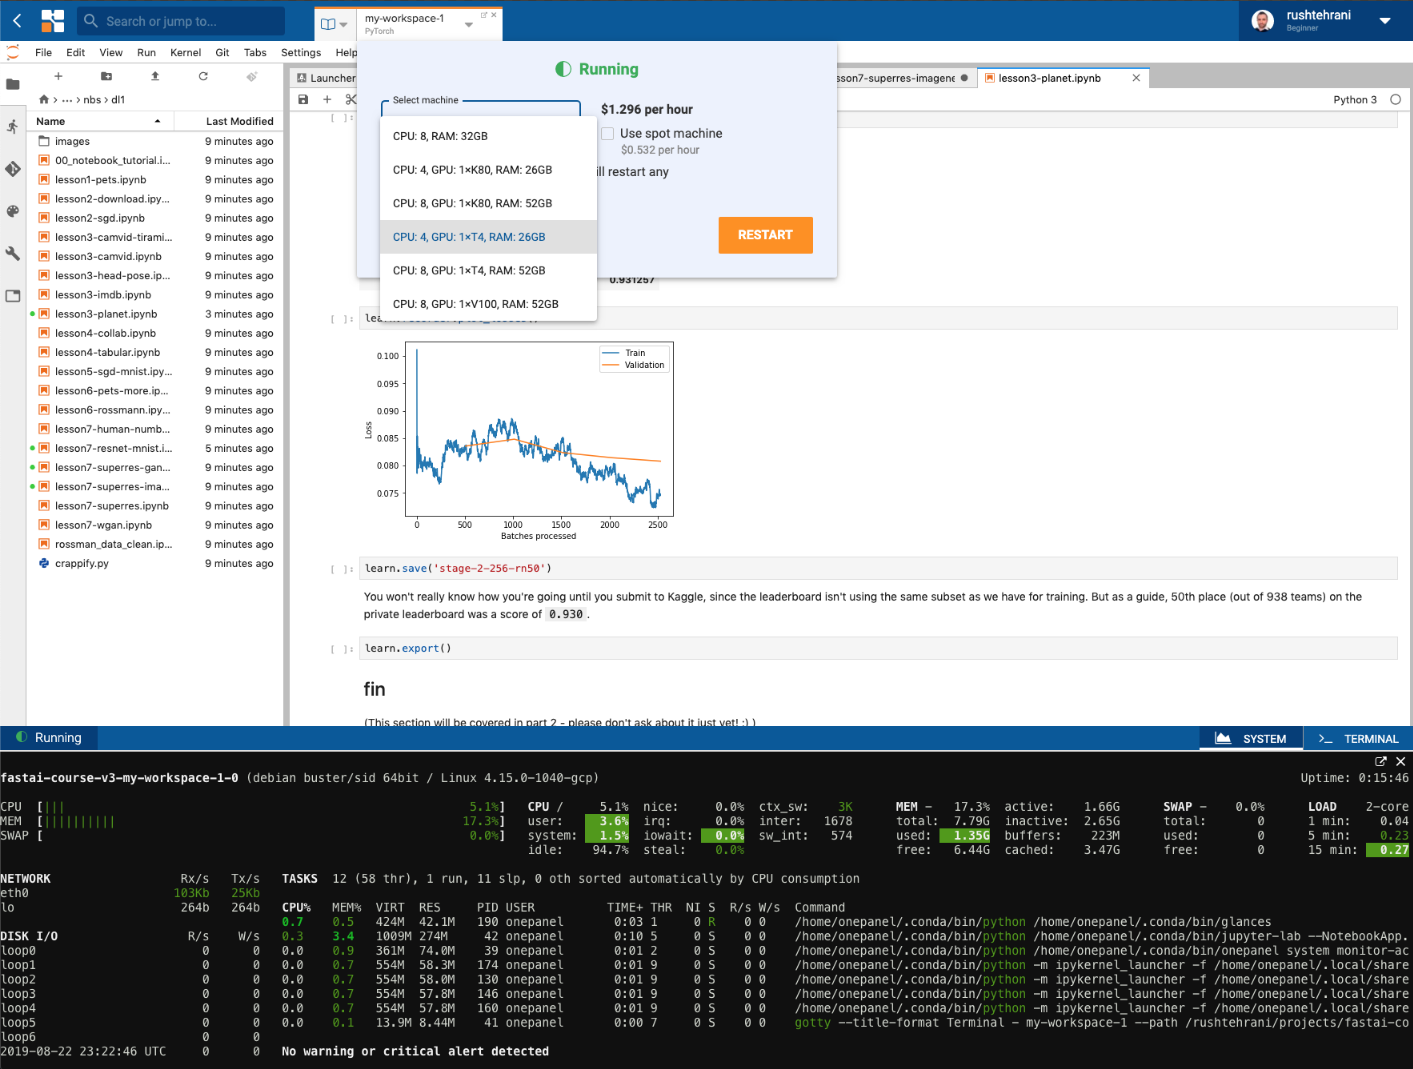 Search or jump to...
my-workspace-1
PyTorch
rushtehrani
Beginner
File Edit View Run Kernel Git Tabs Settings Help
Launcher
sson7-superres-imagene
lesson3-planet.ipynb
Python 3
Running
Select machine
$1.296 per hour
Use spot machine
$0.532 per hour
ill restart any
RESTART
CPU: 8, RAM: 32GB
CPU: 4, GPU: 1×K80, RAM: 26GB
CPU: 8, GPU: 1×K80, RAM: 52GB
CPU: 4, GPU: 1×T4, RAM: 26GB
CPU: 8, GPU: 1×T4, RAM: 52GB
CPU: 8, GPU: 1×V100, RAM: 52GB
> ... > nbs > dl1
Name Last Modified
images 9 minutes ago
00_notebook_tutorial.i... 9 minutes ago
lesson1-pets.ipynb 9 minutes ago
lesson2-download.ipy... 9 minutes ago
lesson2-sgd.ipynb 9 minutes ago
lesson3-camvid-tirami... 9 minutes ago
lesson3-camvid.ipynb 9 minutes ago
lesson3-head-pose.ip... 9 minutes ago
lesson3-imdb.ipynb 9 minutes ago
lesson3-planet.ipynb 3 minutes ago
lesson4-collab.ipynb 9 minutes ago
lesson4-tabular.ipynb 9 minutes ago
lesson5-sgd-mnist.ipy... 9 minutes ago
lesson6-pets-more.ip... 9 minutes ago
lesson6-rossmann.ipy... 9 minutes ago
lesson7-human-numb... 9 minutes ago
lesson7-resnet-mnist.i... 5 minutes ago
lesson7-superres-gan... 9 minutes ago
lesson7-superres-ima... 9 minutes ago
lesson7-superres.ipynb 9 minutes ago
lesson7-wgan.ipynb 9 minutes ago
rossman_data_clean.ip... 9 minutes ago
crappify.py 9 minutes ago
[ ]:
0.931257
[ ]:
Train
Validation
0.100
0.095
0.090
0.085
0.080
0.075
Loss
0 500 1000 1500 2000 2500
Batches processed
[ ]: learn.save('stage-2-256-rn50')
You won't really know how you're going until you submit to Kaggle, since the leaderboard isn't using the same subset as we have for training. But as a guide, 50th place (out of 938 teams) on the
private leaderboard was a score of 0.930 .
[ ]: learn.export()
fin
(This section will be covered in part 2 - please don't ask about it just yet! :) )
Running
SYSTEM
>_ TERMINAL
fastai-course-v3-my-workspace-1-0 (debian buster/sid 64bit / Linux 4.15.0-1040-gcp) Uptime: 0:15:46
CPU [||| 5.1%] CPU / 5.1% nice: 0.0% ctx_sw: 3K MEM - 17.3% active: 1.66G SWAP - 0.0% LOAD 2-core
MEM [|||||||||| 17.3%] user: 3.6% irq: 0.0% inter: 1678 total: 7.79G inactive: 2.65G total: 0 1 min: 0.04
SWAP [ 0.0%] system: 1.5% iowait: 0.0% sw_int: 574 used: 1.35G buffers: 223M used: 0 5 min: 0.23
idle: 94.7% steal: 0.0% free: 6.44G cached: 3.47G free: 0 15 min: 0.27
NETWORK Rx/s Tx/s TASKS 12 (58 thr), 1 run, 11 slp, 0 oth sorted automatically by CPU consumption
eth0 103Kb 25Kb
lo 264b 264b CPU% MEM% VIRT RES PID USER TIME+ THR NI S R/s W/s Command
0.7 0.5 424M 42.1M 190 onepanel 0:03 1 0 R 0 0 /home/onepanel/.conda/bin/python /home/onepanel/.conda/bin/glances
DISK I/O R/s W/s 0.3 3.4 1009M 274M 42 onepanel 0:10 5 0 S 0 0 /home/onepanel/.conda/bin/python /home/onepanel/.conda/bin/jupyter-lab --NotebookApp.
loop0 0 0 0.0 0.9 361M 74.0M 39 onepanel 0:01 2 0 S 0 0 /home/onepanel/.conda/bin/python /home/onepanel/.conda/bin/onepanel system monitor-ac
loop1 0 0 0.0 0.7 554M 58.3M 174 onepanel 0:01 9 0 S 0 0 /home/onepanel/.conda/bin/python -m ipykernel_launcher -f /home/onepanel/.local/share
loop2 0 0 0.0 0.7 554M 58.0M 130 onepanel 0:01 9 0 S 0 0 /home/onepanel/.conda/bin/python -m ipykernel_launcher -f /home/onepanel/.local/share
loop3 0 0 0.0 0.7 554M 57.8M 146 onepanel 0:01 9 0 S 0 0 /home/onepanel/.conda/bin/python -m ipykernel_launcher -f /home/onepanel/.local/share
loop4 0 0 0.0 0.7 554M 57.8M 160 onepanel 0:01 9 0 S 0 0 /home/onepanel/.conda/bin/python -m ipykernel_launcher -f /home/onepanel/.local/share
loop5 0 0 0.0 0.1 13.9M 8.44M 41 onepanel 0:00 7 0 S 0 0 gotty --title-format Terminal - my-workspace-1 --path /rushtehrani/projects/fastai-co
loop6 0 0
2019-08-22 23:22:46 UTC 0 0 No warning or critical alert detected